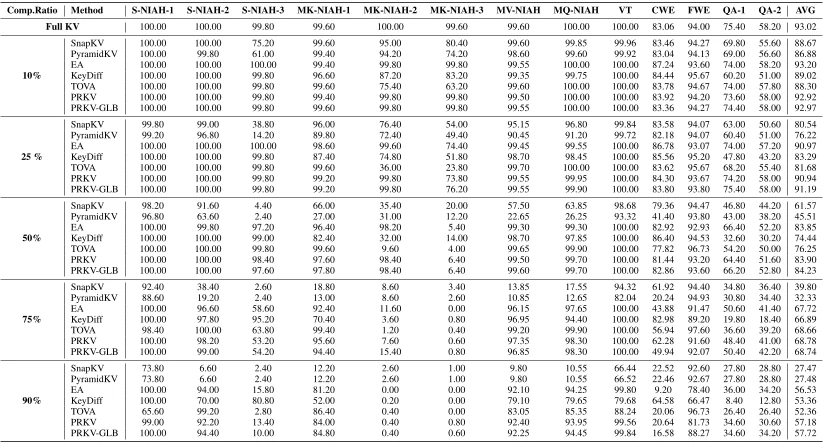 Comp.Ratio Method S-NIAH-1 S-NIAH-2 S-NIAH-3 MK-NIAH-1 MK-NIAH-2 MK-NIAH-3 MV-NIAH MQ-NIAH VT CWE FWE QA-1 QA-2 AVG
Full KV 100.00 100.00 99.80 99.60 100.00 99.60 99.60 100.00 100.00 83.06 94.00 75.40 58.20 93.02
SnapKV 100.00 100.00 75.20 99.60 95.00 80.40 99.60 99.85 99.96 83.46 94.27 69.80 55.60 88.67
PyramidKV 100.00 99.80 61.00 99.40 94.20 74.20 98.60 99.60 99.92 83.04 94.13 69.00 56.60 86.88
EA 100.00 100.00 100.00 99.40 99.80 99.80 99.55 100.00 100.00 87.24 93.60 74.00 58.20 93.20
10% KeyDiff 100.00 100.00 99.80 96.60 87.20 83.20 99.35 99.75 100.00 84.44 95.67 60.20 51.00 89.02
TOVA 100.00 100.00 99.80 99.60 75.40 63.20 99.60 100.00 100.00 83.78 94.67 74.00 57.80 88.30
PRKV 100.00 100.00 99.80 99.40 99.80 99.80 99.50 100.00 100.00 83.92 94.20 73.60 58.00 92.92
PRKV-GLB 100.00 100.00 99.80 99.60 99.80 99.80 99.55 100.00 100.00 83.36 94.27 74.40 58.00 92.97
SnapKV 100.00 99.00 38.80 96.00 76.40 54.00 95.15 96.80 99.84 83.58 94.07 63.00 50.60 80.54
PyramidKV 99.20 96.80 14.20 89.80 72.40 49.40 90.45 91.20 99.72 82.18 94.07 60.40 51.00 76.22
EA 100.00 100.00 100.00 98.60 99.60 74.40 99.45 99.55 100.00 86.78 93.07 74.00 57.20 90.97
25 % KeyDiff 100.00 100.00 99.80 87.40 74.80 51.80 98.70 98.45 100.00 85.56 95.20 47.80 43.20 83.29
TOVA 100.00 100.00 99.80 99.60 36.00 23.80 99.70 100.00 100.00 83.62 95.67 68.20 55.40 81.68
PRKV 100.00 100.00 99.80 99.20 99.80 73.80 99.55 99.95 100.00 84.30 93.67 74.20 58.00 90.94
PRKV-GLB 100.00 100.00 99.80 99.20 99.80 76.20 99.55 99.90 100.00 83.80 93.80 75.40 58.00 91.19
SnapKV 98.20 91.60 4.40 66.00 35.40 20.00 57.50 63.85 98.68 79.36 94.47 46.80 44.20 61.57
PyramidKV 96.80 63.60 2.40 27.00 31.00 12.20 22.65 26.25 93.32 41.40 93.80 43.00 38.20 45.51
EA 100.00 99.80 97.20 96.40 98.20 5.40 99.30 99.30 100.00 82.92 92.93 66.40 52.20 83.85
50% KeyDiff 100.00 100.00 99.00 82.40 32.00 14.00 98.70 97.85 100.00 86.40 94.53 32.60 30.20 74.44
TOVA 100.00 100.00 99.80 99.60 9.60 4.00 99.65 99.90 100.00 77.82 96.73 54.20 50.00 76.25
PRKV 100.00 100.00 98.40 97.60 98.40 6.40 99.50 99.70 100.00 81.44 93.20 64.40 51.60 83.90
PRKV-GLB 100.00 100.00 97.60 97.80 98.40 6.40 99.60 99.70 100.00 82.86 93.60 66.20 52.80 84.23
SnapKV 92.40 38.40 2.60 18.80 8.60 3.40 13.85 17.55 94.32 61.92 94.40 34.80 36.40 39.80
PyramidKV 88.60 19.20 2.40 13.00 8.60 2.60 10.85 12.65 82.04 20.24 94.93 30.80 34.40 32.33
EA 100.00 96.60 58.60 92.40 11.60 0.00 96.15 97.65 100.00 43.88 91.47 50.60 41.40 67.72
75% KeyDiff 100.00 97.80 95.20 70.40 3.60 0.80 96.95 94.40 100.00 82.98 89.20 19.80 18.40 66.89
TOVA 98.40 100.00 63.80 99.40 1.20 0.40 99.20 99.90 100.00 56.94 97.60 36.60 39.20 68.66
PRKV 100.00 98.20 53.20 95.60 7.60 0.60 97.35 98.30 100.00 62.28 91.60 48.40 41.00 68.78
PRKV-GLB 100.00 99.00 54.20 94.40 15.40 0.80 96.85 98.30 100.00 49.94 92.07 50.40 42.20 68.74
SnapKV 73.80 6.60 2.40 12.20 2.60 1.00 9.80 10.55 66.44 22.52 92.60 27.80 28.80 27.47
PyramidKV 73.80 6.60 2.40 12.20 2.60 1.00 9.80 10.55 66.52 22.46 92.67 27.80 28.80 27.48
EA 100.00 94.00 15.80 81.20 0.00 0.00 92.10 94.25 99.80 9.20 78.40 36.00 34.20 56.53
90% KeyDiff 100.00 70.00 80.80 52.00 0.20 0.00 79.10 79.65 79.68 64.58 66.47 8.40 12.80 53.36
TOVA 65.60 99.20 2.80 86.40 0.40 0.00 83.05 85.35 88.24 20.06 96.73 26.40 26.40 52.36
PRKV 99.00 92.20 13.40 84.00 0.40 0.00 92.40 93.95 99.56 20.64 81.73 34.60 30.60 57.18
PRKV-GLB 100.00 94.40 10.00 84.80 0.40 0.60 92.25 94.45 99.84 16.58 88.27 34.60 34.20 57.72